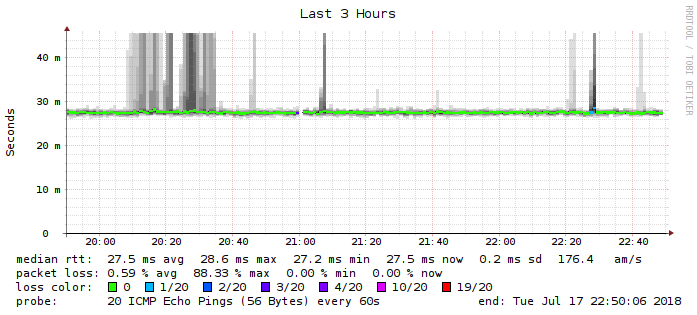 Last 3 Hours
RRDTOOL / TOBI OETIKER
Seconds
40 m
30 m
20 m
10 m
0
20:00 20:20 20:40 21:00 21:20 21:40 22:00 22:20 22:40
median rtt: 27.5 ms avg 28.6 ms max 27.2 ms min 27.5 ms now 0.2 ms sd 176.4 am/s
packet loss: 0.59 % avg 88.33 % max 0.00 % min 0.00 % now
loss color: 0 1/20 2/20 3/20 4/20 10/20 19/20
probe: 20 ICMP Echo Pings (56 Bytes) every 60s end: Tue Jul 17 22:50:06 2018